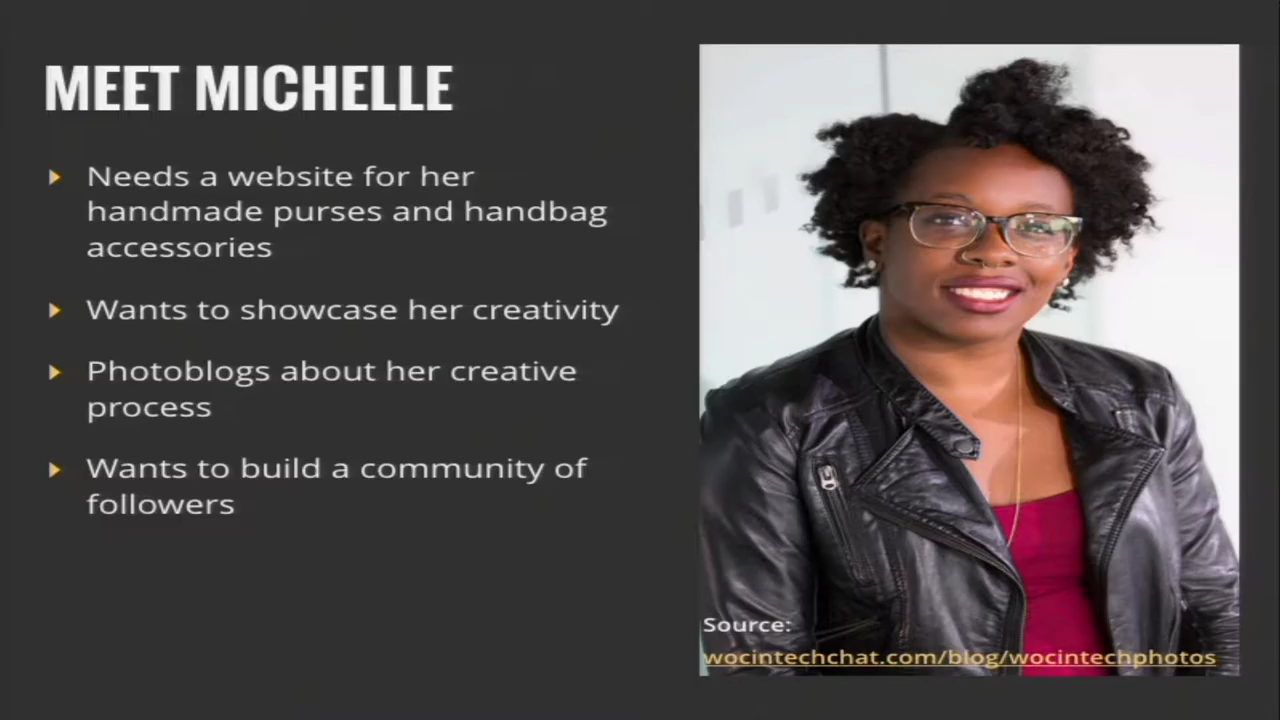 MEET MICHELLE
Needs a website for her
handmade purses and handbag
accessories
Wants to showcase her creativity
Photoblogs about her creative
process
Wants to build a community of
followers
Source:
wocintechchat.com/blog/wocintechphotos